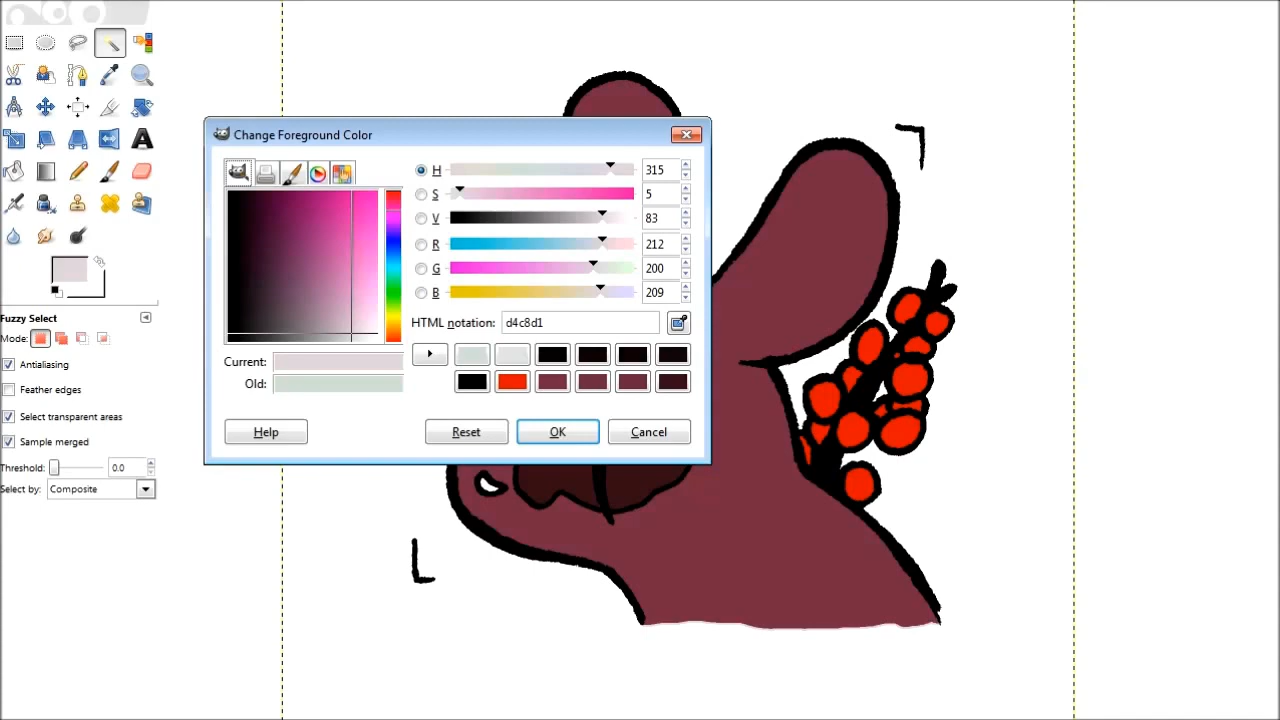 Change Foreground Color
H 315
S 5
V 83
R 212
G 200
B 209
HTML notation: d4c8d1
Current:
Old:
Help Reset OK Cancel
Fuzzy Select
Mode:
Antialiasing
Feather edges
Select transparent areas
Sample merged
Threshold: 0.0
Select by: Composite